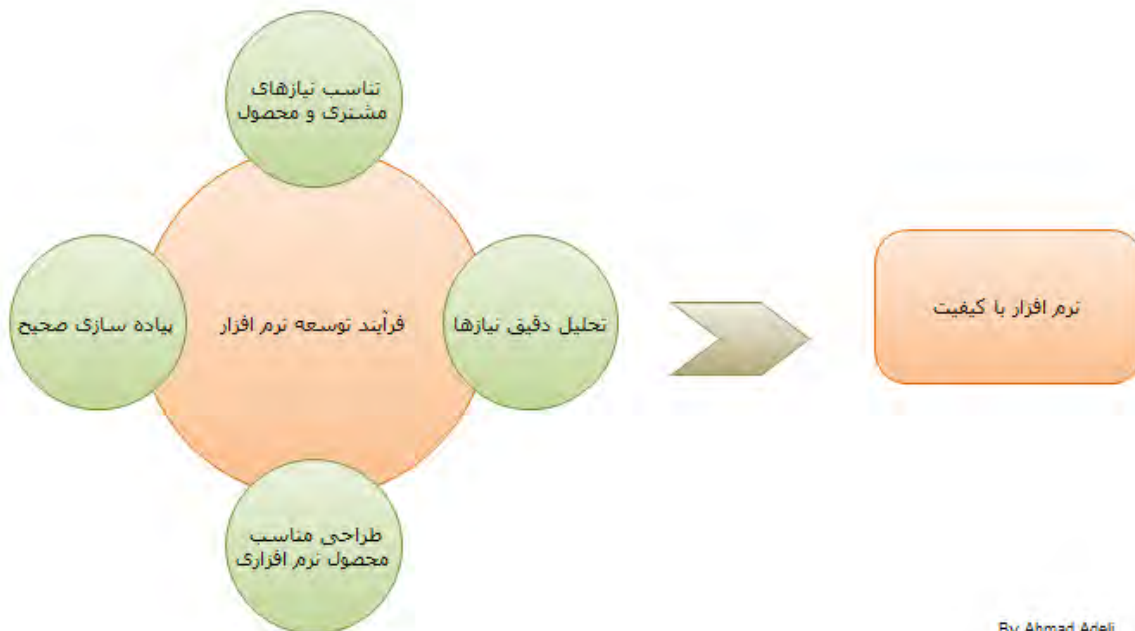 تناسب نیازهای
مشتری و محصول
پیاده سازی صحیح
فرآیند توسعه نرم افزار
تحلیل دقیق نیازها
نرم افزار با کیفیت
طراحی مناسب
محصول نرم افزاری
By Ahmad Adeli